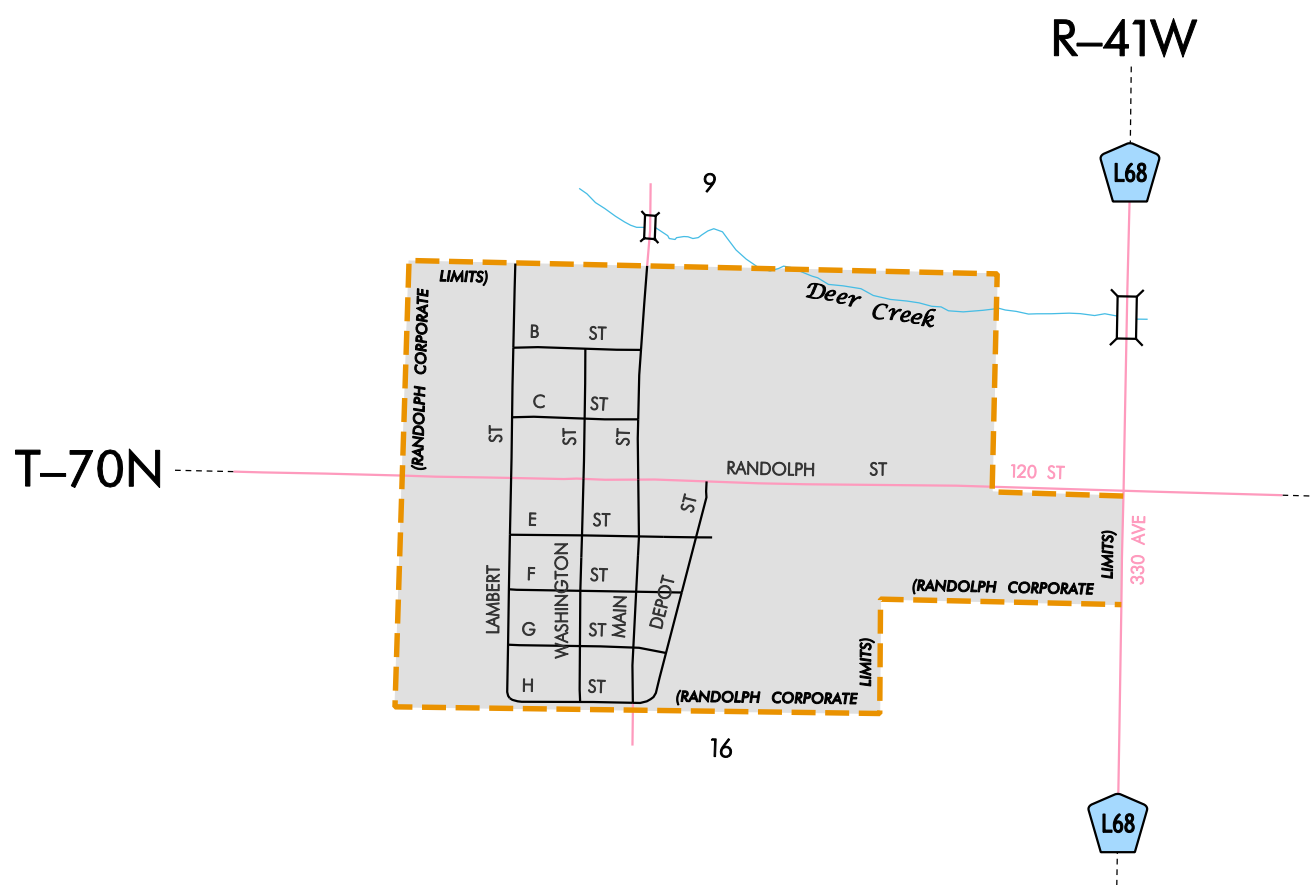 R–41W
L68
9
LIMITS)
(RANDOLPH CORPORATE
Deer Creek
B ST
C ST
ST
ST
ST
T–70N
RANDOLPH ST
120 ST
ST
E ST
330 AVE
LIMITS)
F ST
(RANDOLPH CORPORATE
LAMBERT
WASHINGTON
MAIN
DEPOT
G ST
LIMITS)
H ST
(RANDOLPH CORPORATE
16
L68